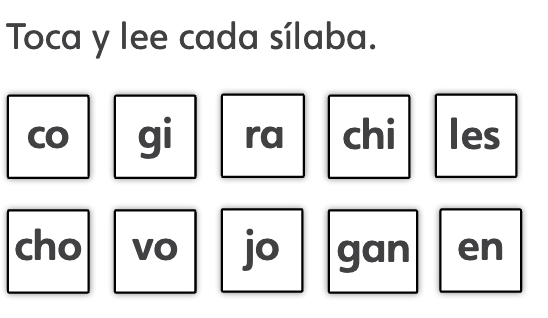 Toca y lee cada sílaba.
co gi ra chi les
cho vo jo gan en